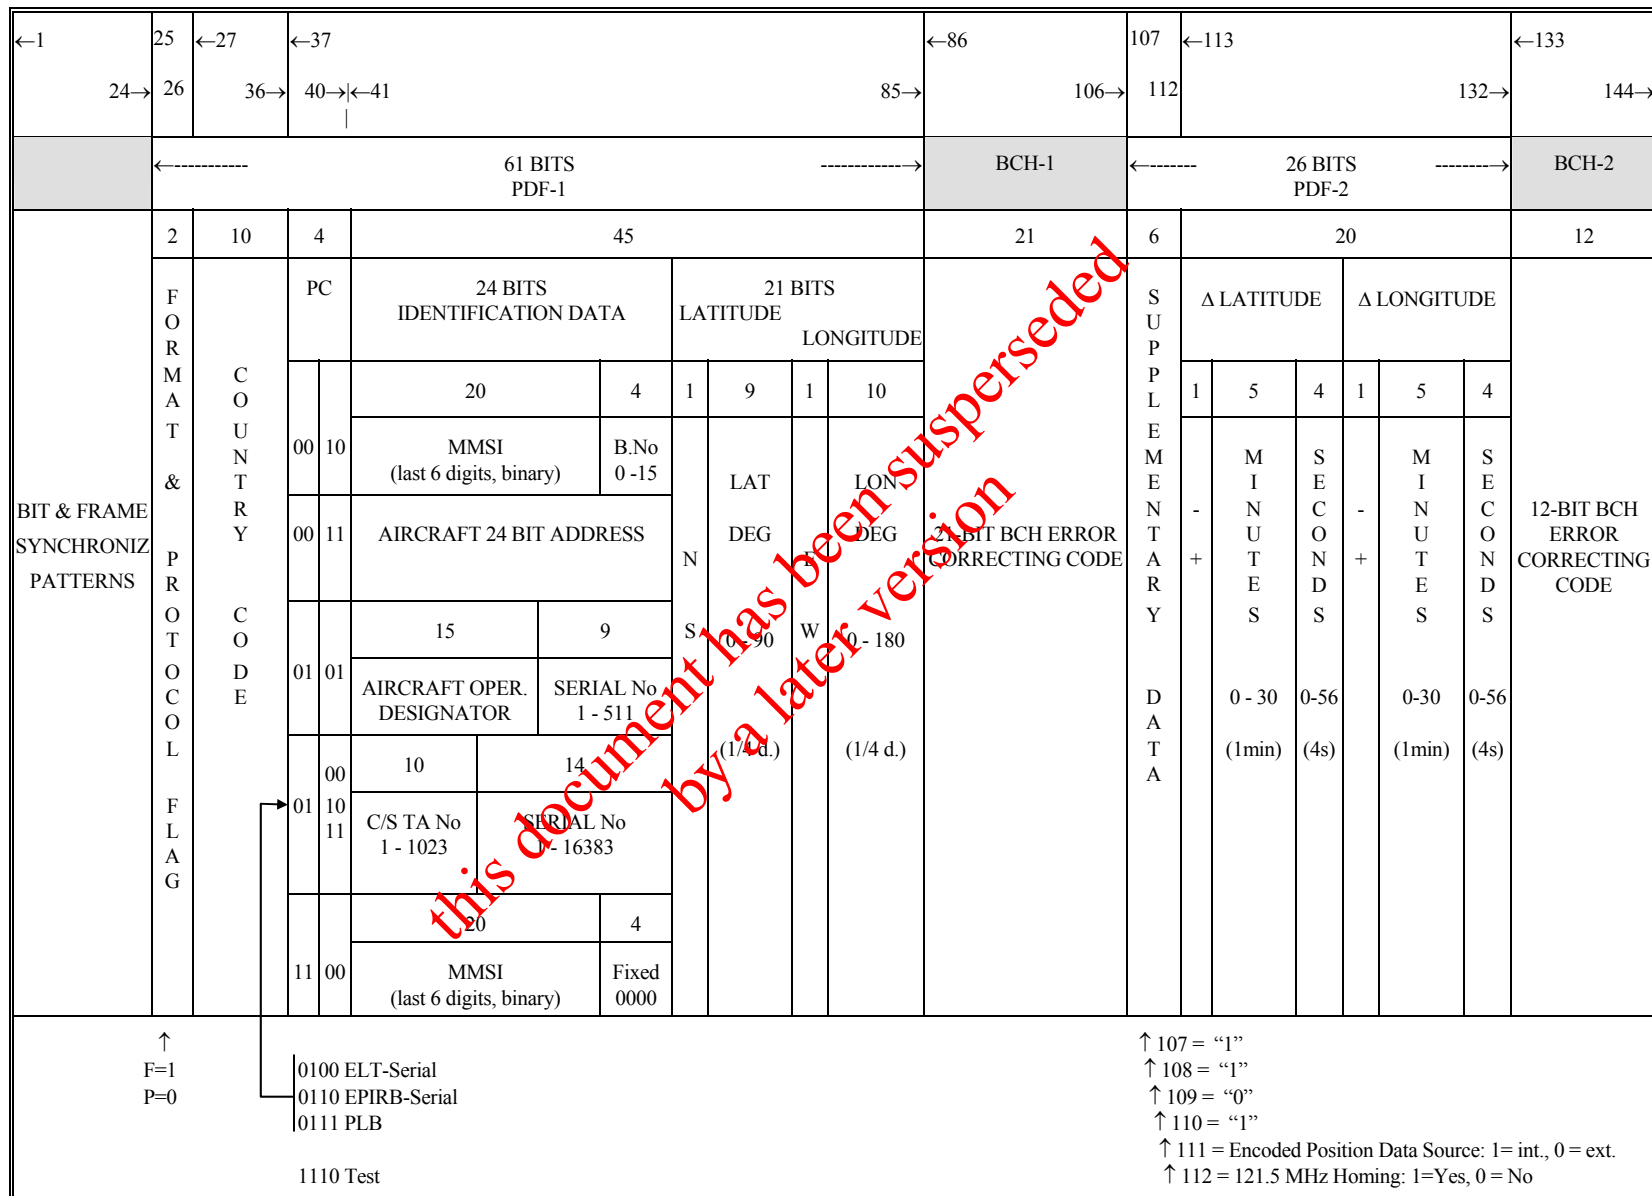 ←1 25 ←27 ←37 ←86 107 ←113 ←133
24→ 26 36→ 40→|←41 85→ 106→ 112 132→ 144→
|
←----------- 61 BITS -------------→ BCH-1 ←------- 26 BITS --------→ BCH-2
PDF-1 PDF-2
2 10 4 45 21 6 20 12
BIT & FRAME
SYNCHRONIZ
PATTERNS
FORMAT & PROTOCOL FLAG
COUNTRY CODE
PC
24 BITS
IDENTIFICATION DATA
21 BITS
LATITUDE
LONGITUDE
20 4 1 9 1 10
00 10
MMSI
(last 6 digits, binary)
B.No
0 -15
00 11
AIRCRAFT 24 BIT ADDRESS
15 9
01 01
AIRCRAFT OPER.
DESIGNATOR
SERIAL No
1 - 511
10 14
01
00
10
11
C/S TA No
1 - 1023
SERIAL No
1 - 16383
20 4
11 00
MMSI
(last 6 digits, binary)
Fixed
0000
N
S
LAT
DEG
0 - 90
(1/4 d.)
E
W
LON
DEG
0 - 180
(1/4 d.)
21-BIT BCH ERROR
CORRECTING CODE
SUPPLEMENTARY DATA
Δ LATITUDE Δ LONGITUDE
1 5 4 1 5 4
-
+
MINUTES
0 - 30
(1min)
SECONDS
0-56
(4s)
-
+
MINUTES
0-30
(1min)
SECONDS
0-56
(4s)
12-BIT BCH
ERROR
CORRECTING
CODE
this document has been susperseded
by a later version
↑
F=1
P=0
0100 ELT-Serial
0110 EPIRB-Serial
0111 PLB
1110 Test
↑ 107 = “1”
↑ 108 = “1”
↑ 109 = “0”
↑ 110 = “1”
↑ 111 = Encoded Position Data Source: 1= int., 0 = ext.
↑ 112 = 121.5 MHz Homing: 1=Yes, 0 = No